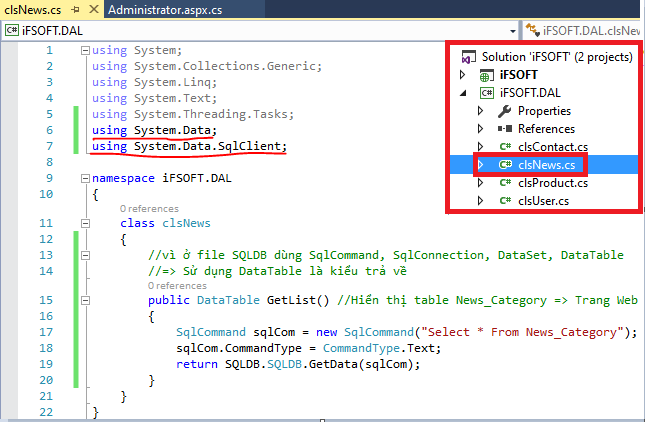 clsNews.cs
Administrator.aspx.cs
iFSOFT.DAL
iFSOFT.DAL.clsNew
1 using System;
2 using System.Collections.Generic;
3 using System.Linq;
4 using System.Text;
5 using System.Threading.Tasks;
6 using System.Data;
7 using System.Data.SqlClient;
8
9 namespace iFSOFT.DAL
10 {
0 references
11 class clsNews
12 {
13 //vì ở file SQLDB dùng SqlCommand, SqlConnection, DataSet, DataTable
14 //=> Sử dụng DataTable là kiểu trả về
0 references
15 public DataTable GetList() //Hiển thị table News_Category => Trang Web
16 {
17 SqlCommand sqlCom = new SqlCommand("Select * From News_Category");
18 sqlCom.CommandType = CommandType.Text;
19 return SQLDB.SQLDB.GetData(sqlCom);
20 }
21 }
22 }
Solution 'iFSOFT' (2 projects)
iFSOFT
C# iFSOFT.DAL
Properties
References
C# clsContact.cs
C# clsNews.cs
C# clsProduct.cs
C# clsUser.cs